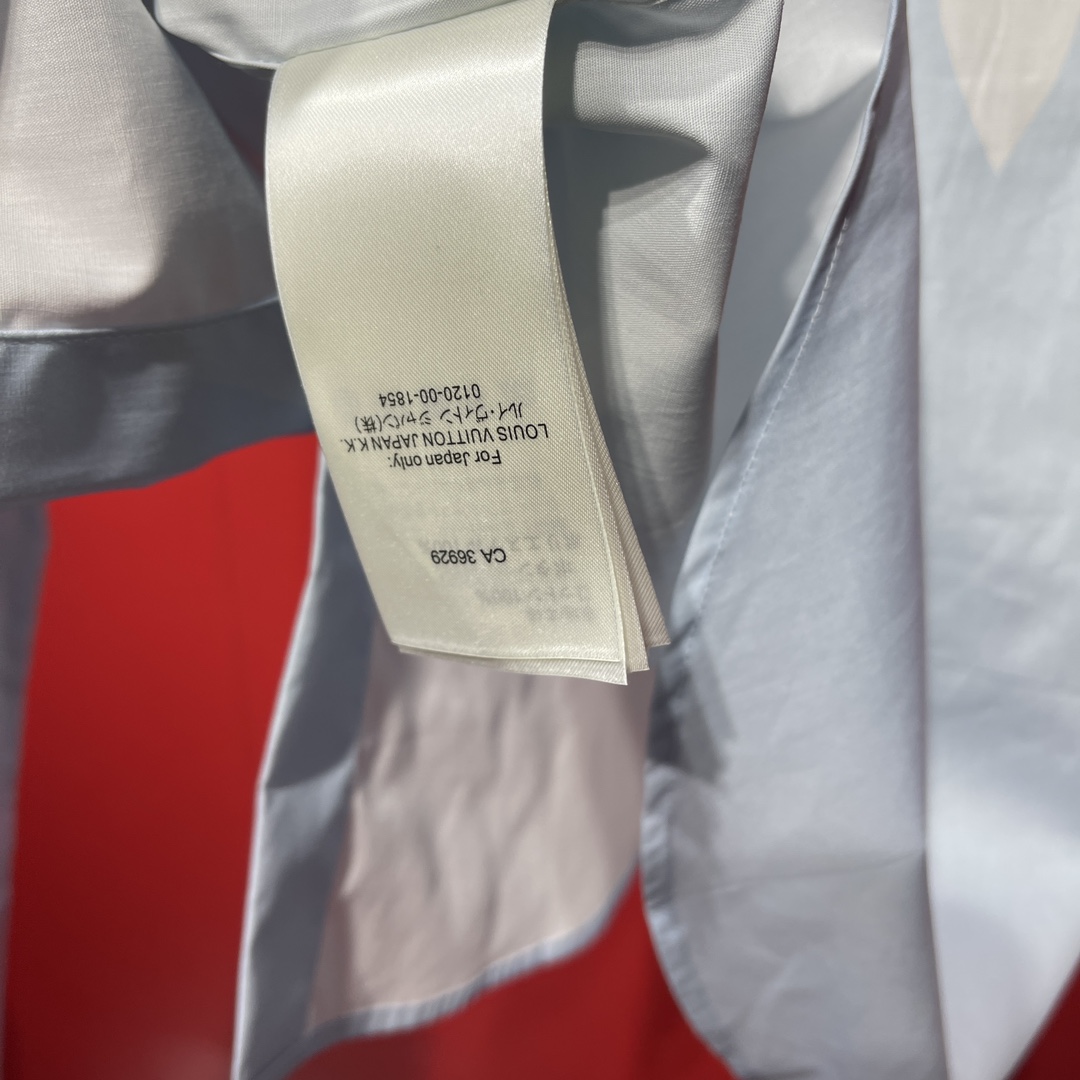 CA 36929
For Japan only:
LOUIS VUITTON JAPAN K.K.
ルイ・ヴィトン ジャパン(株)
0120-00-1854